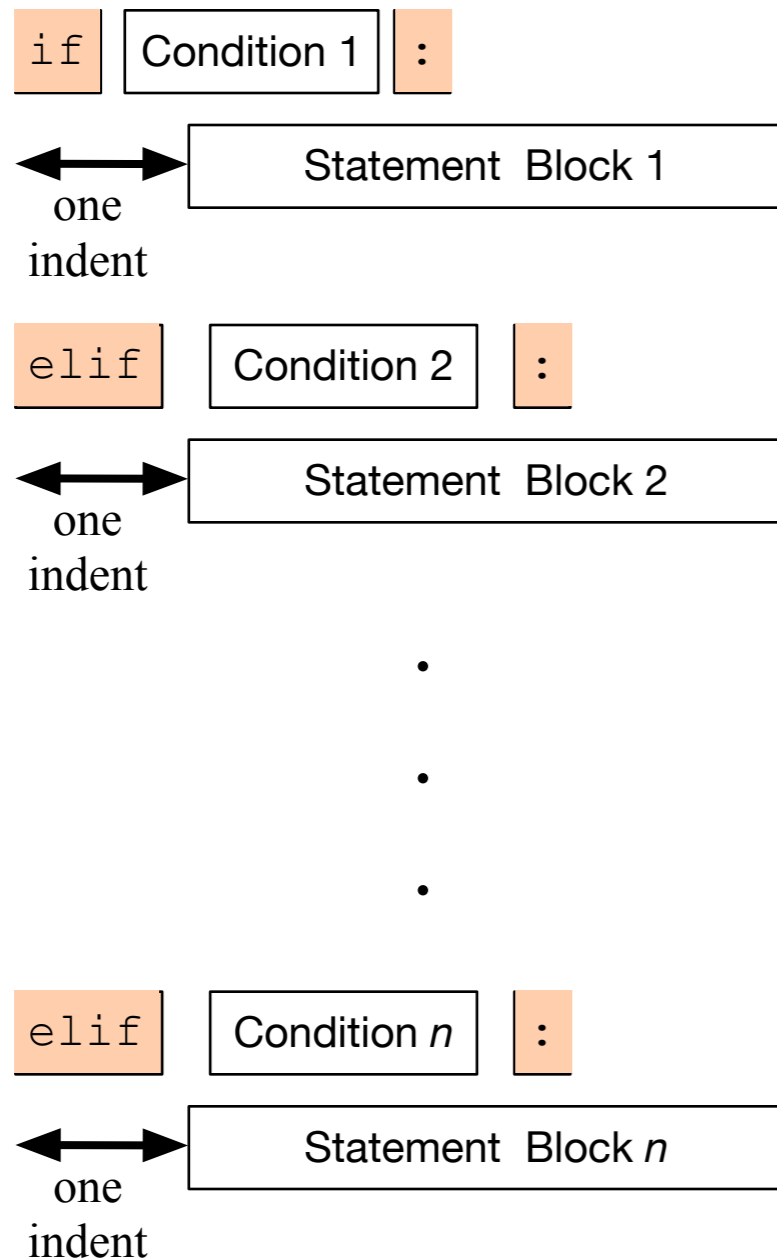 if Condition 1 :
Statement Block 1
one
indent
elif Condition 2 :
Statement Block 2
one
indent
.
.
.
elif Condition n :
Statement Block n
one
indent